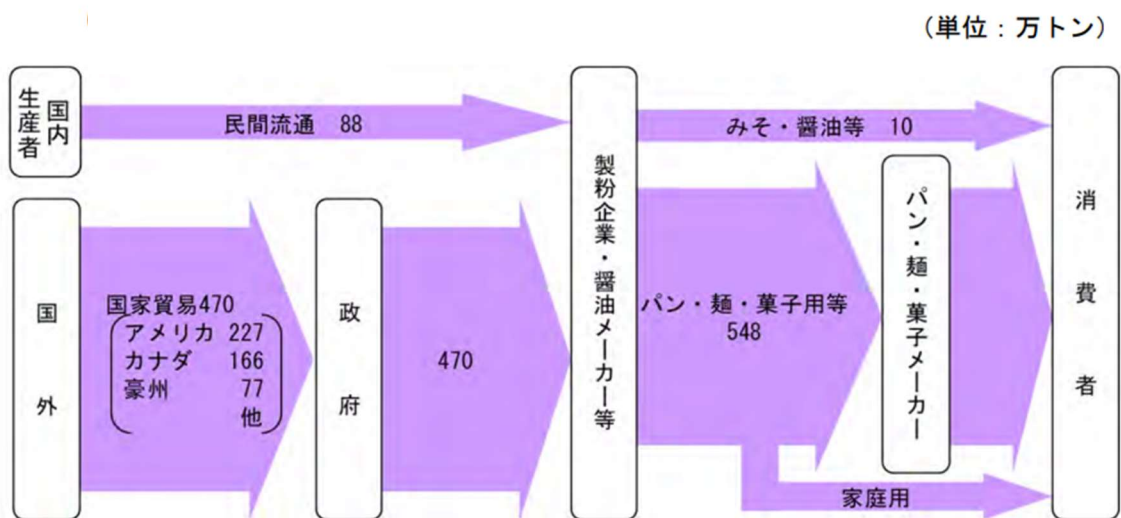 （単位：万トン）
国内
生産者
民間流通　88
国外
国家貿易470
アメリカ 227
カナダ　166
豪州　77
他
政府
470
製粉企業・醤油メーカー等
みそ・醤油等　10
パン・麺・菓子用等
548
パン・麺・菓子メーカー
家庭用
消費者